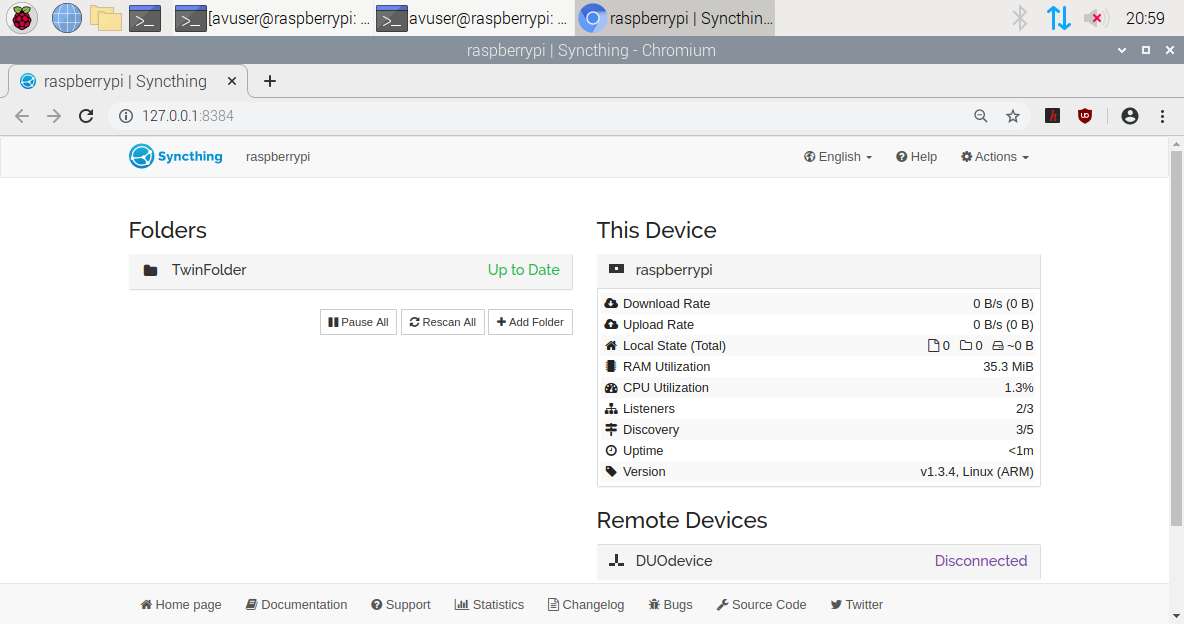 [avuser@raspberrypi: ... avuser@raspberrypi: ... raspberrypi | Syncthin... 20:59
raspberrypi | Syncthing - Chromium
raspberrypi | Syncthing
127.0.0.1:8384
Syncthing raspberrypi English Help Actions
Folders
TwinFolder Up to Date
Pause All Rescan All Add Folder
This Device
raspberrypi
Download Rate 0 B/s (0 B)
Upload Rate 0 B/s (0 B)
Local State (Total) 0 0 ~0 B
RAM Utilization 35.3 MiB
CPU Utilization 1.3%
Listeners 2/3
Discovery 3/5
Uptime <1m
Version v1.3.4, Linux (ARM)
Remote Devices
DUOdevice Disconnected
Home page Documentation Support Statistics Changelog Bugs Source Code Twitter